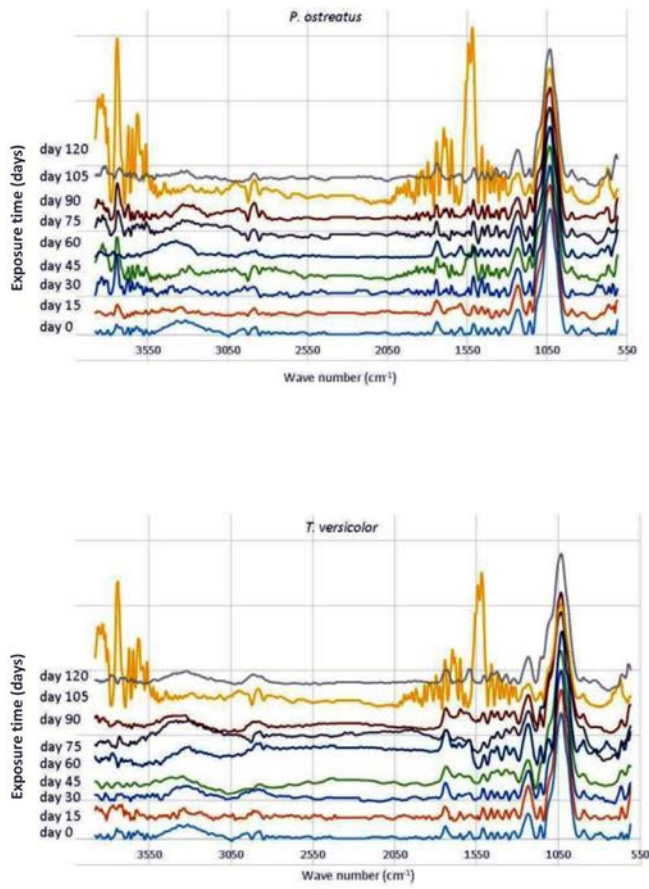 P. ostreatus
Exposure time (days)
day 120
day 105
day 90
day 75
day 60
day 45
day 30
day 15
day 0
3550 3050 2550 2050 1550 1050 550
Wave number (cm-1)
T. versicolor
Exposure time (days)
day 120
day 105
day 90
day 75
day 60
day 45
day 30
day 15
day 0
3550 3050 2550 2050 1550 1050 550
Wave number (cm-1)